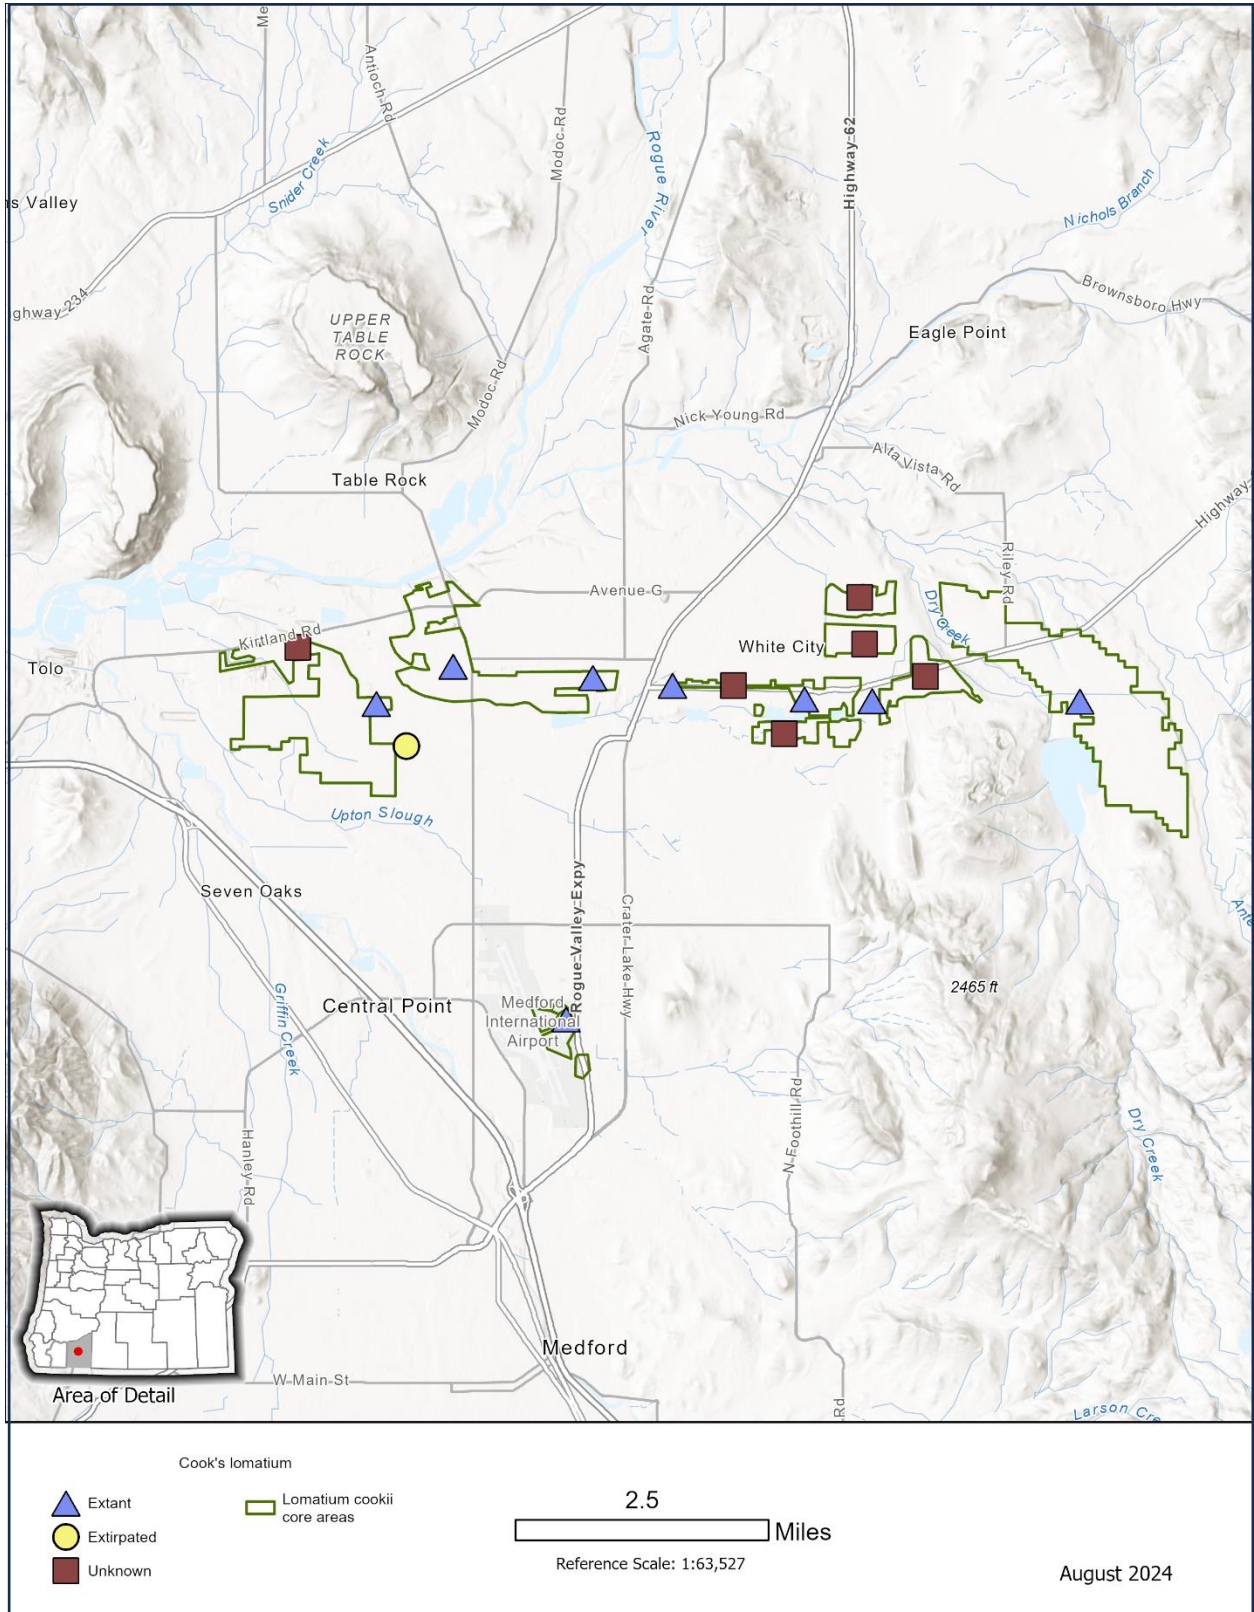 Me
Antioch Rd
Modoc-Rd
Rogue River
Highway-62
Snider Creek
Nichols Branch
ns Valley
ghway-234
Brownsboro Hwy
UPPER
TABLE
ROCK
Agate-Rd
Eagle Point
Modoc-Rd
Nick Young Rd
Alta Vista Rd
Table Rock
Highway
Riley-Rd
Avenue G
Dry Creek
Kirtland Rd
White City
Tolo
Upton Slough
Seven Oaks
Rogue-Valley-Expy
Crater-Lake-Hwy
Ante
2465 ft
Griffin Creek
Central Point
Medford
International
Airport
N-Foothill-Rd
Dry Creek
Hanley-Rd
Medford
W-Main-St
Rd
Larson Cre
Area of Detail
Cook's lomatium
Extant
Extirpated
Unknown
Lomatium cookii
core areas
2.5
Miles
Reference Scale: 1:63,527
August 2024